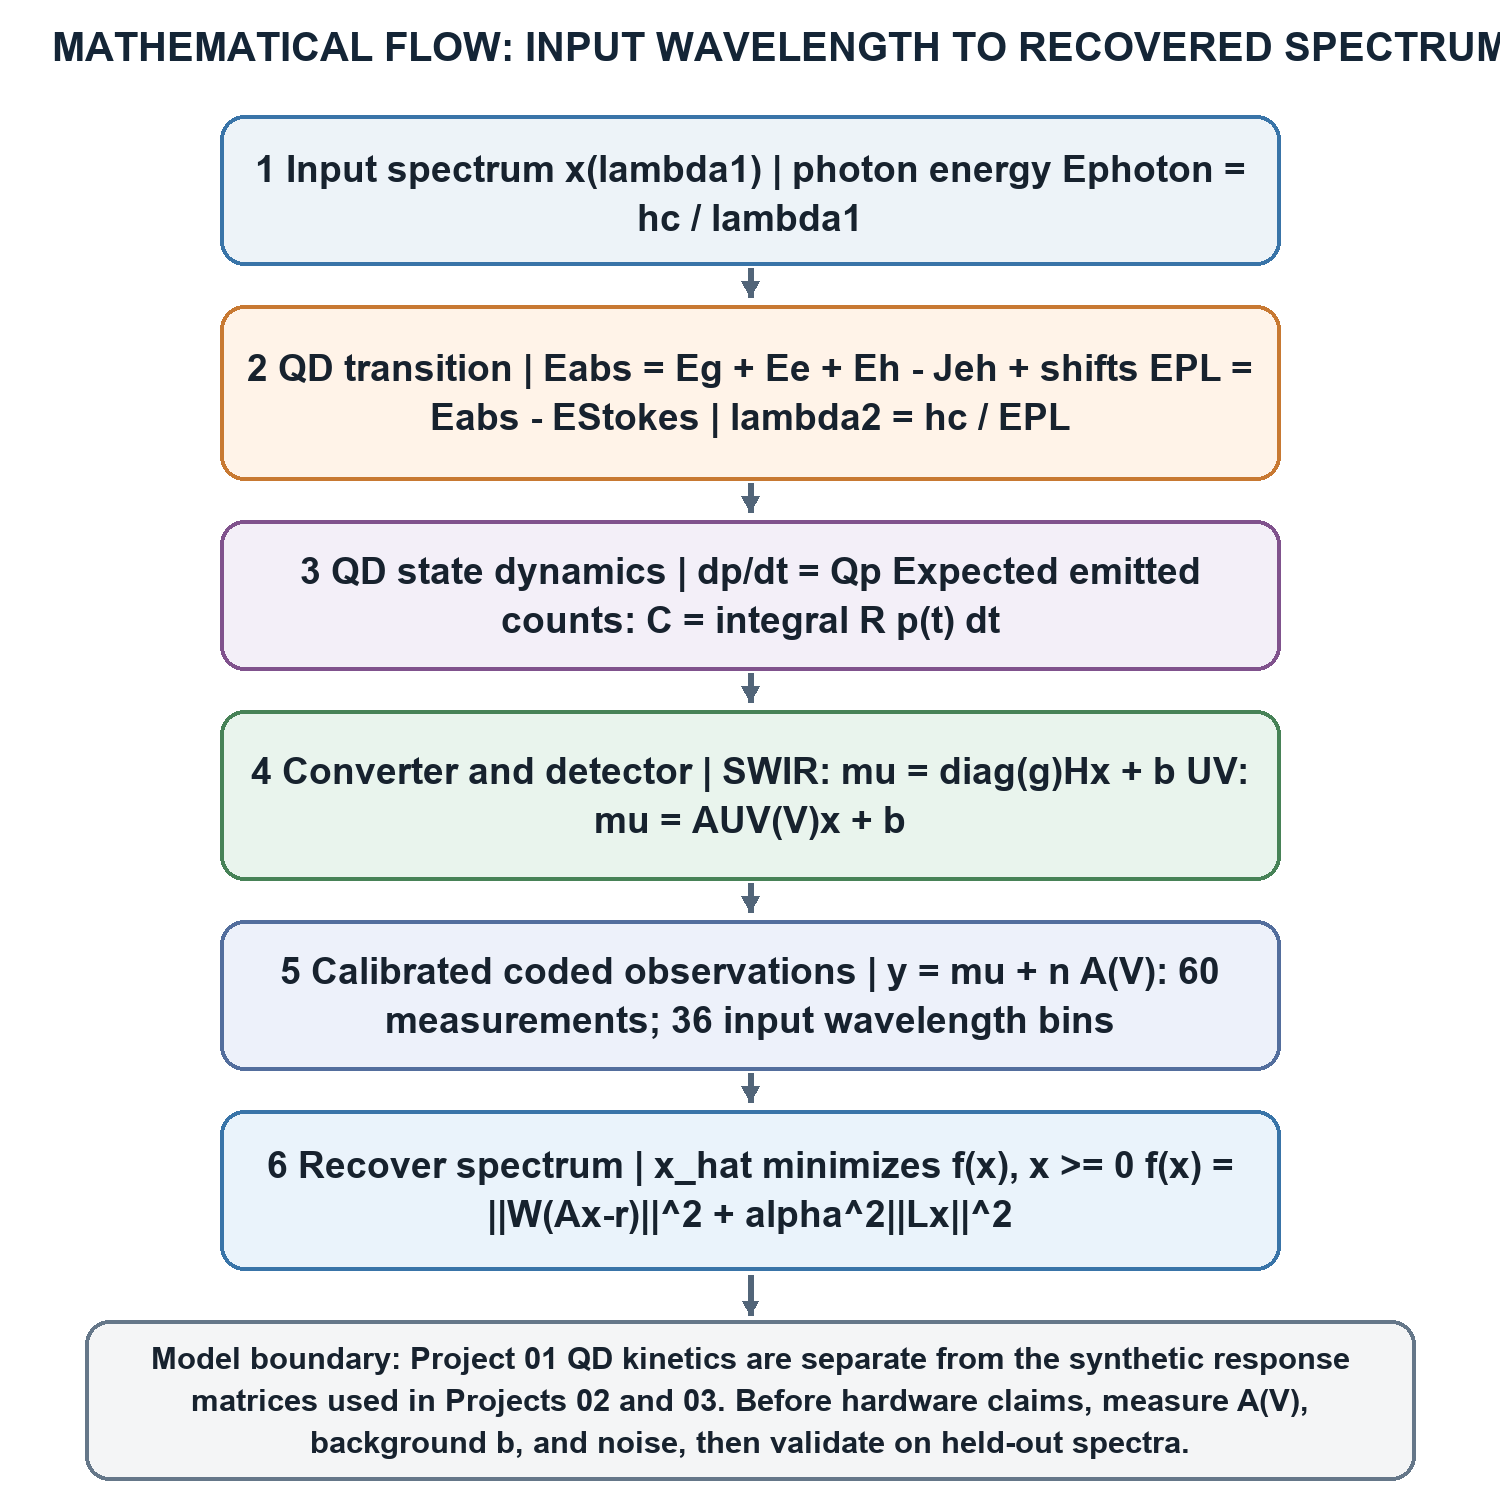 MATHEMATICAL FLOW: INPUT WAVELENGTH TO RECOVERED SPECTRUM
1 Input spectrum x(lambda1) | photon energy Ephoton =
hc / lambda1
2 QD transition | Eabs = Eg + Ee + Eh - Jeh + shifts EPL =
Eabs - EStokes | lambda2 = hc / EPL
3 QD state dynamics | dp/dt = Qp Expected emitted
counts: C = integral R p(t) dt
4 Converter and detector | SWIR: mu = diag(g)Hx + b UV:
mu = AUV(V)x + b
5 Calibrated coded observations | y = mu + n A(V): 60
measurements; 36 input wavelength bins
6 Recover spectrum | x_hat minimizes f(x), x >= 0 f(x) =
||W(Ax-r)||^2 + alpha^2||Lx||^2
Model boundary: Project 01 QD kinetics are separate from the synthetic response
matrices used in Projects 02 and 03. Before hardware claims, measure A(V),
background b, and noise, then validate on held-out spectra.